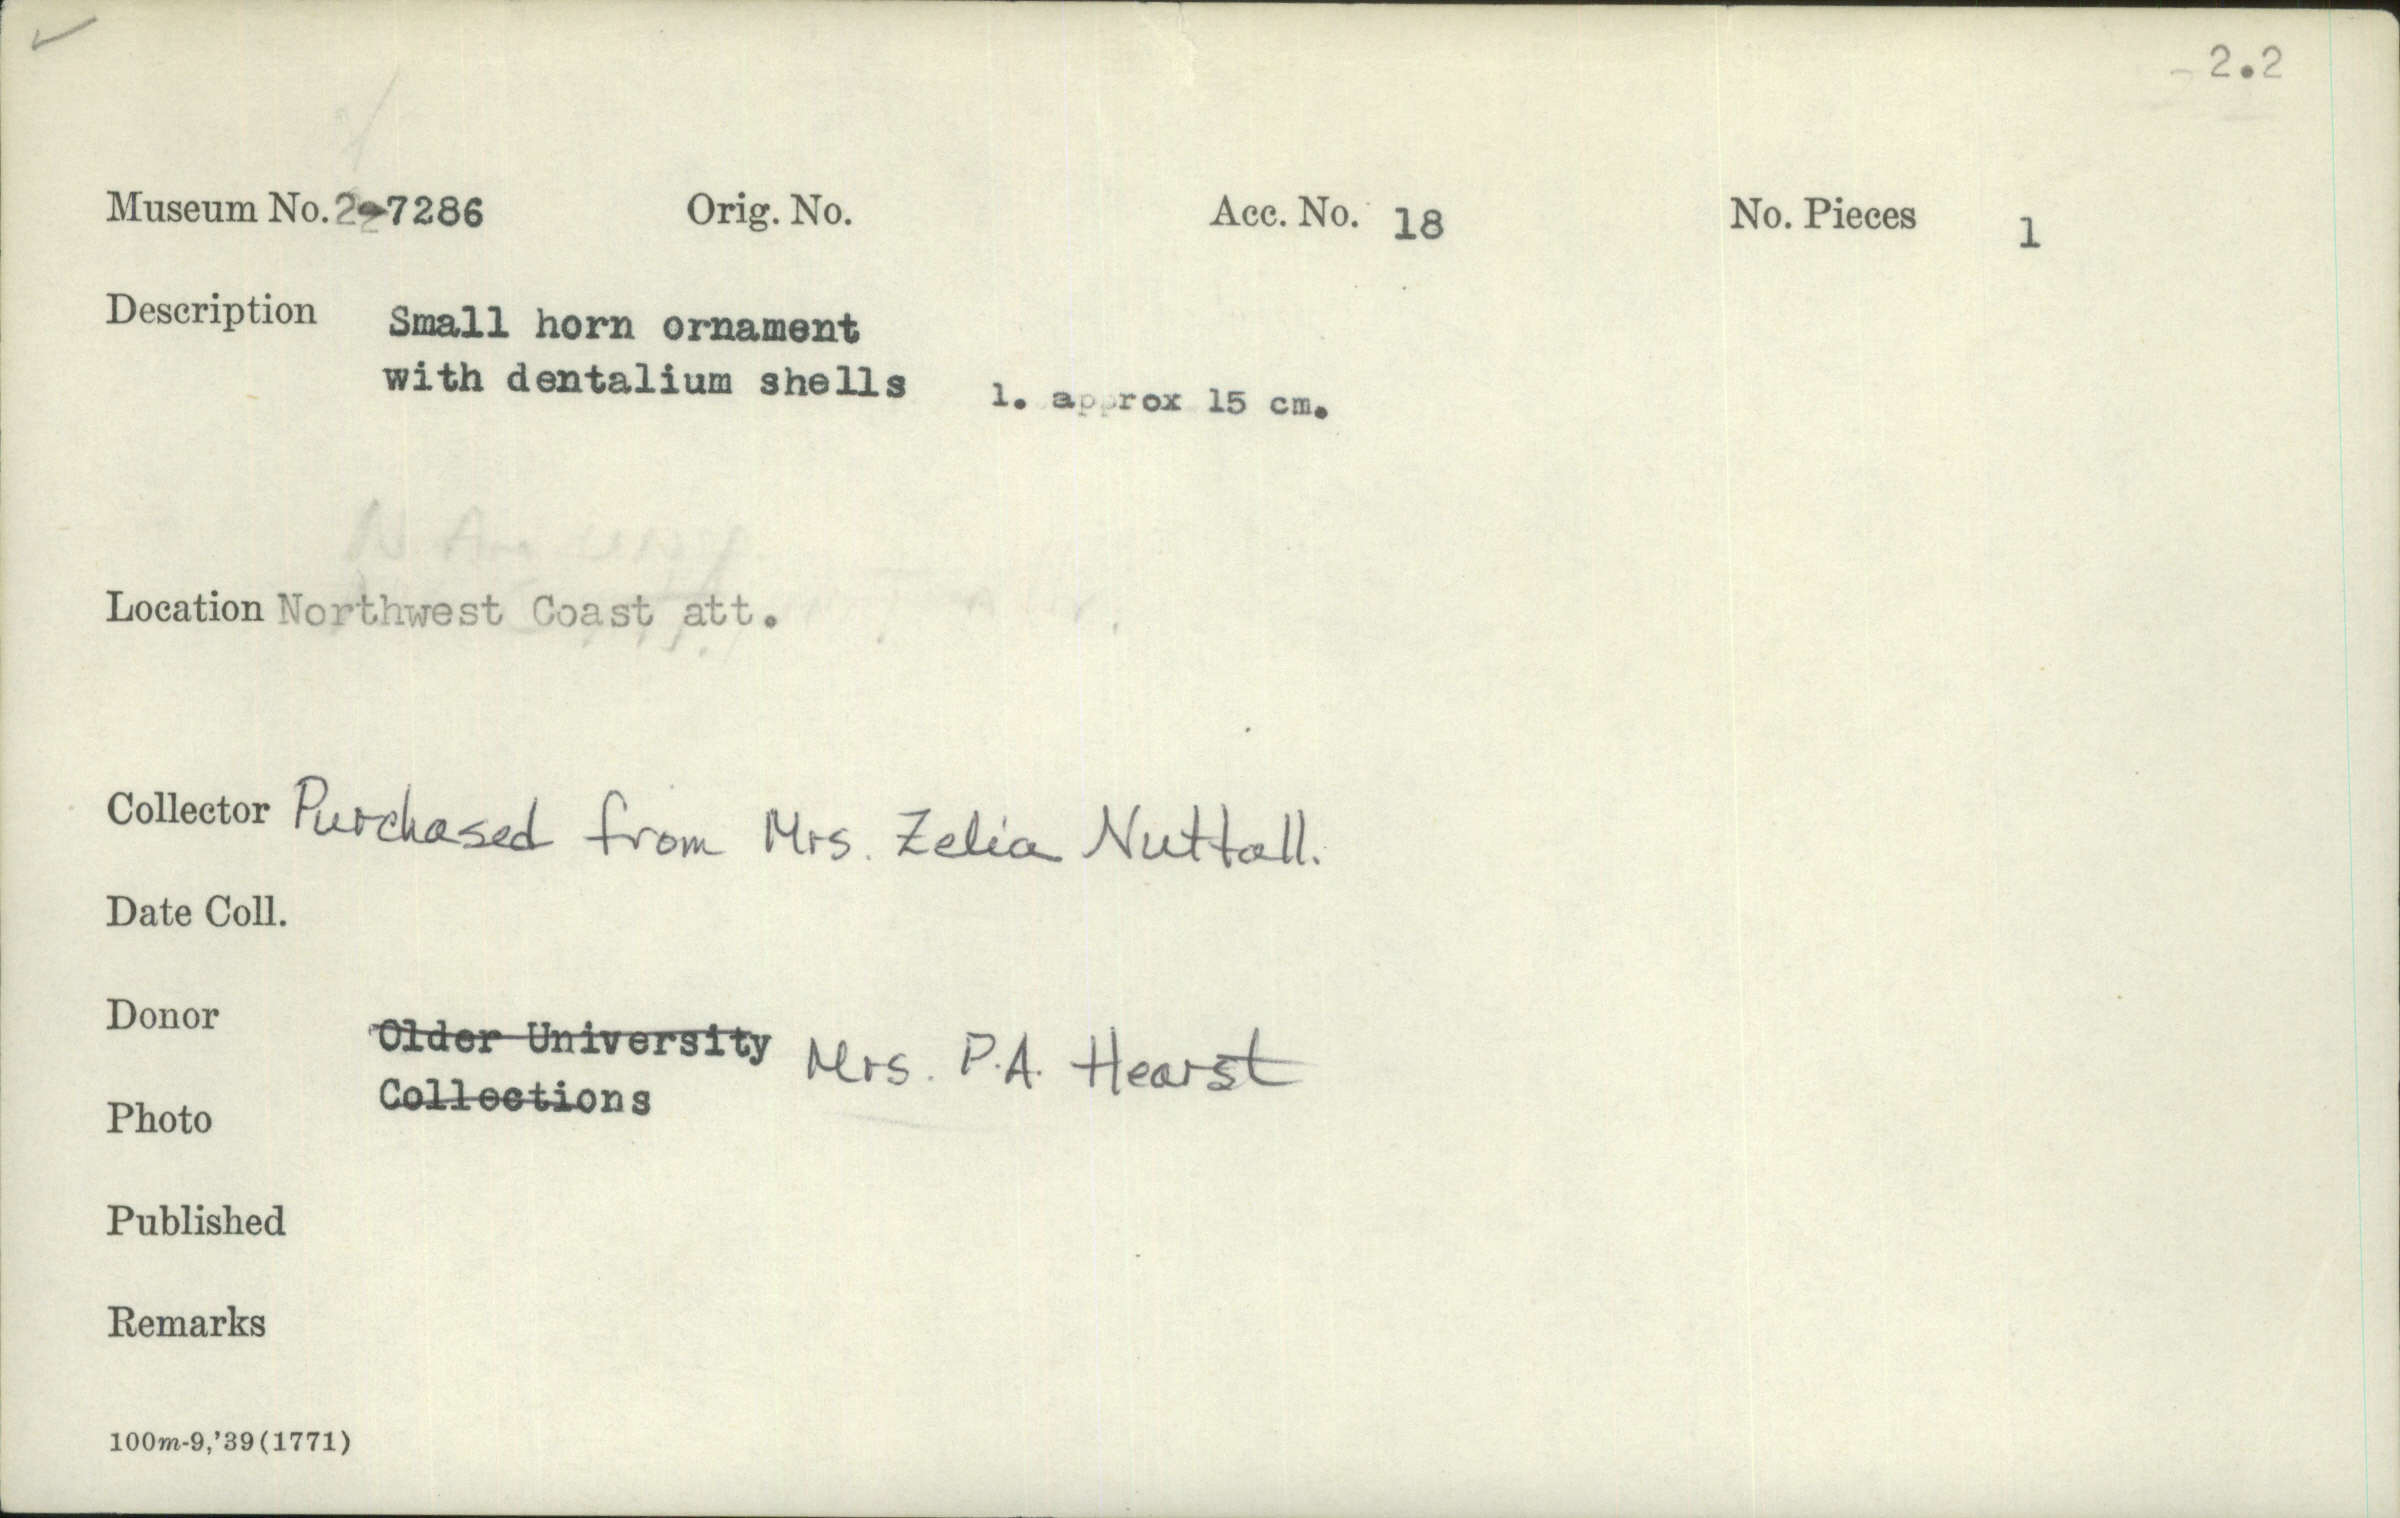 2.2
Museum No. 2-7286 Orig. No. Acc. No. 18 No. Pieces 1
Description Small horn ornament
with dentalium shells 1. approx 15 cm.
Location Northwest Coast att.
Collector Purchased from Mrs. Zelia Nuttall.
Date Coll.
Donor Older University Mrs. P.A. Hearst
Collections
Photo
Published
Remarks
100m-9,'39(1771)